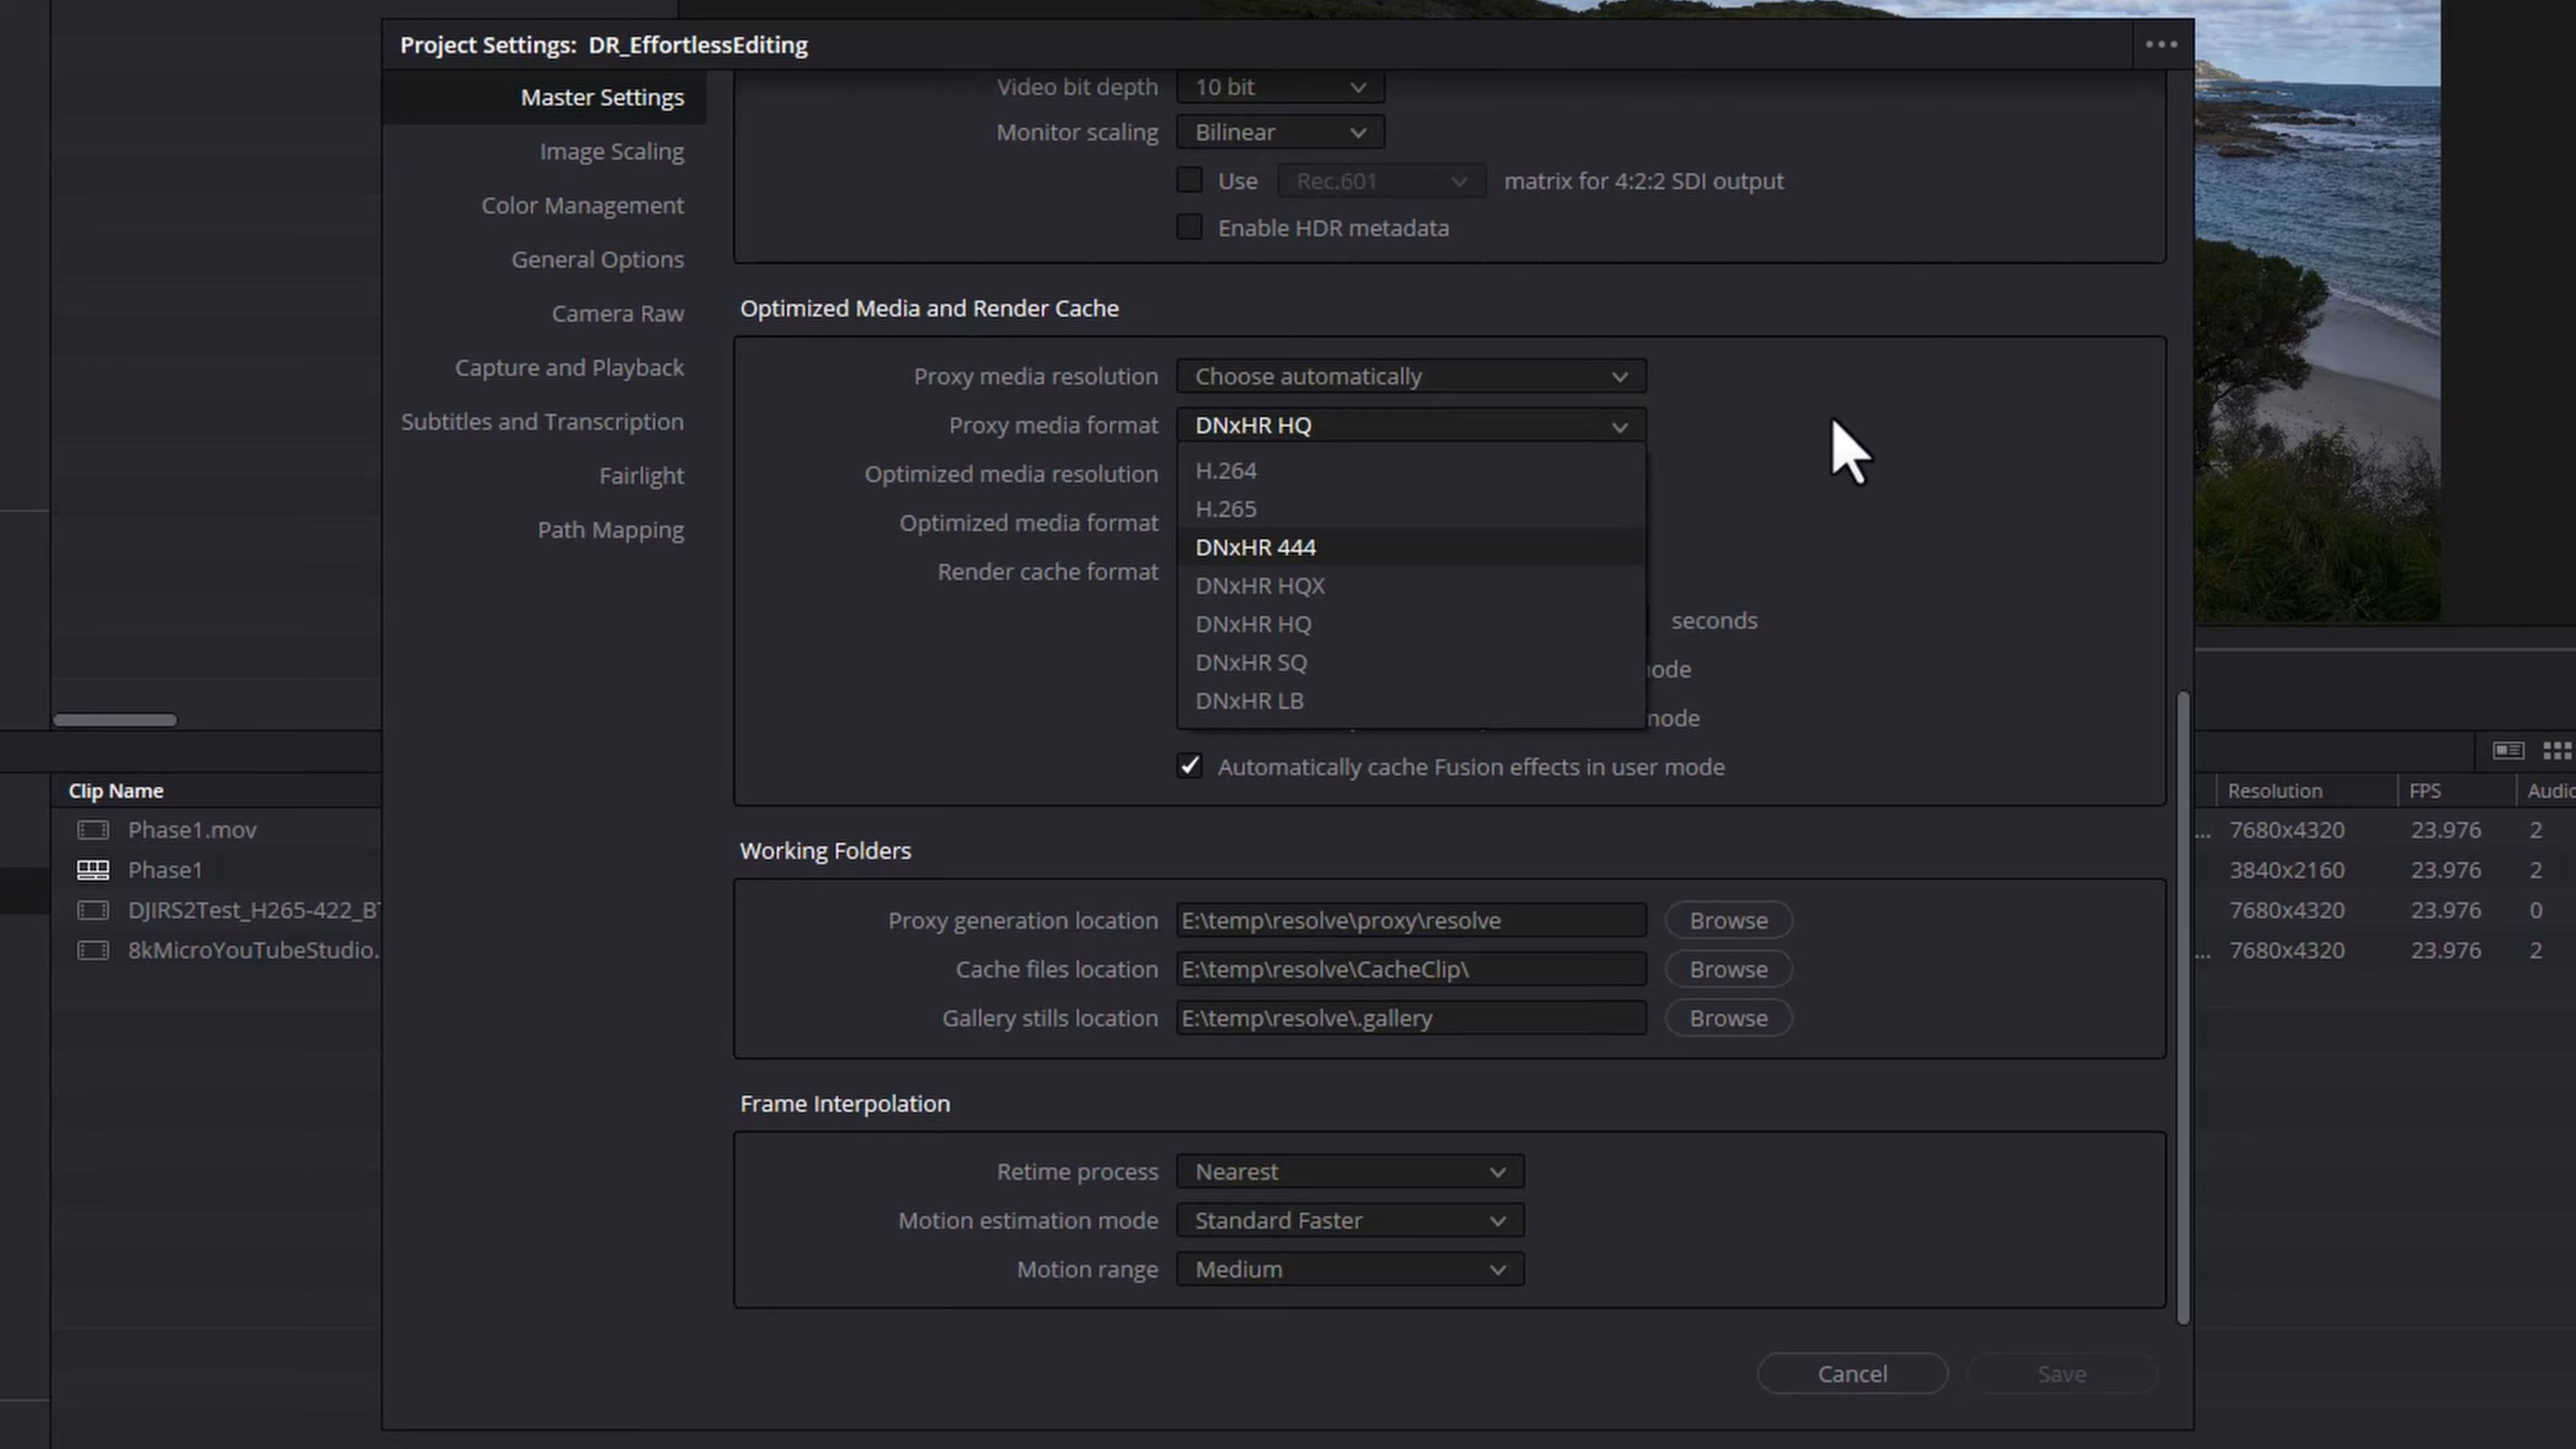 Project Settings: DR_EffortlessEditing
Master Settings
Image Scaling
Color Management
General Options
Camera Raw
Capture and Playback
Subtitles and Transcription
Fairlight
Path Mapping
Video bit depth 10 bit
Monitor scaling Bilinear
Use Rec.601 matrix for 4:2:2 SDI output
Enable HDR metadata
Optimized Media and Render Cache
Proxy media resolution Choose automatically
Proxy media format DNxHR HQ
Optimized media resolution
Optimized media format
Render cache format
H.264
H.265
DNxHR 444
DNxHR HQX
DNxHR HQ
DNxHR SQ
DNxHR LB
seconds
mode
Automatically cache Fusion effects in user mode
Working Folders
Proxy generation location E:\temp\resolve\proxy\resolve Browse
Cache files location E:\temp\resolve\CacheClip\ Browse
Gallery stills location E:\temp\resolve\.gallery Browse
Frame Interpolation
Retime process Nearest
Motion estimation mode Standard Faster
Motion range Medium
Cancel Save
Clip Name
Phase1.mov
Phase1
DJIRS2Test_H265-422_B
8kMicroYouTubeStudio.
Resolution FPS Audio
... 7680x4320 23.976 2
3840x2160 23.976 2
7680x4320 23.976 0
... 7680x4320 23.976 2